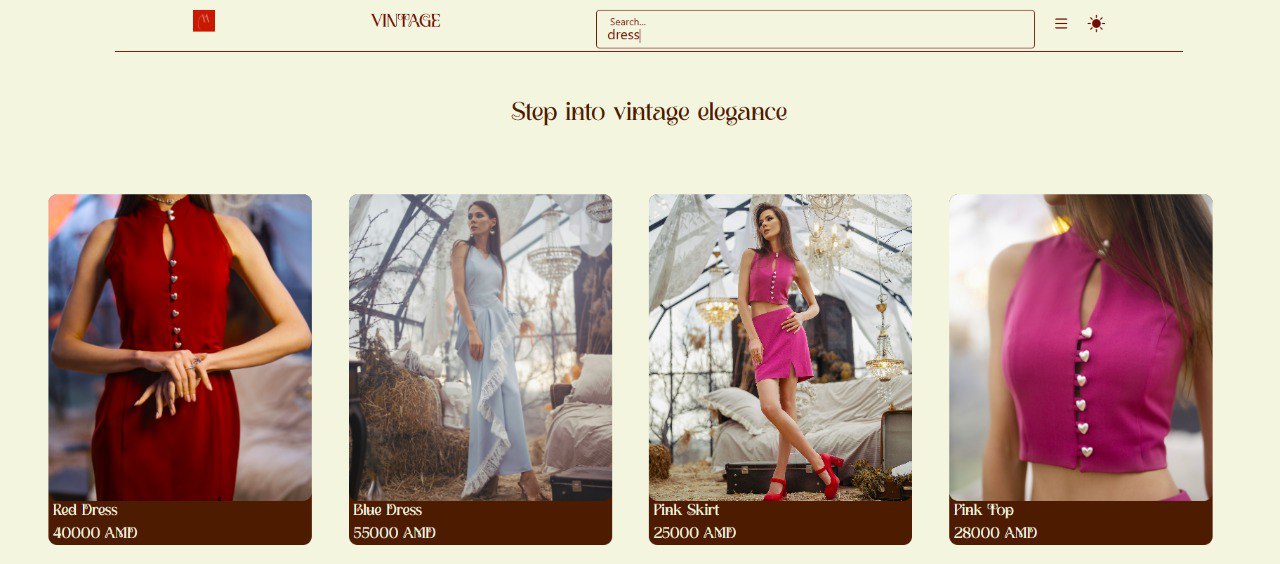 VINTAGE
Search...
dress
Step into vintage elegance
Red Dress
40000 AMD
Blue Dress
55000 AMD
Pink Skirt
25000 AMD
Pink Top
28000 AMD